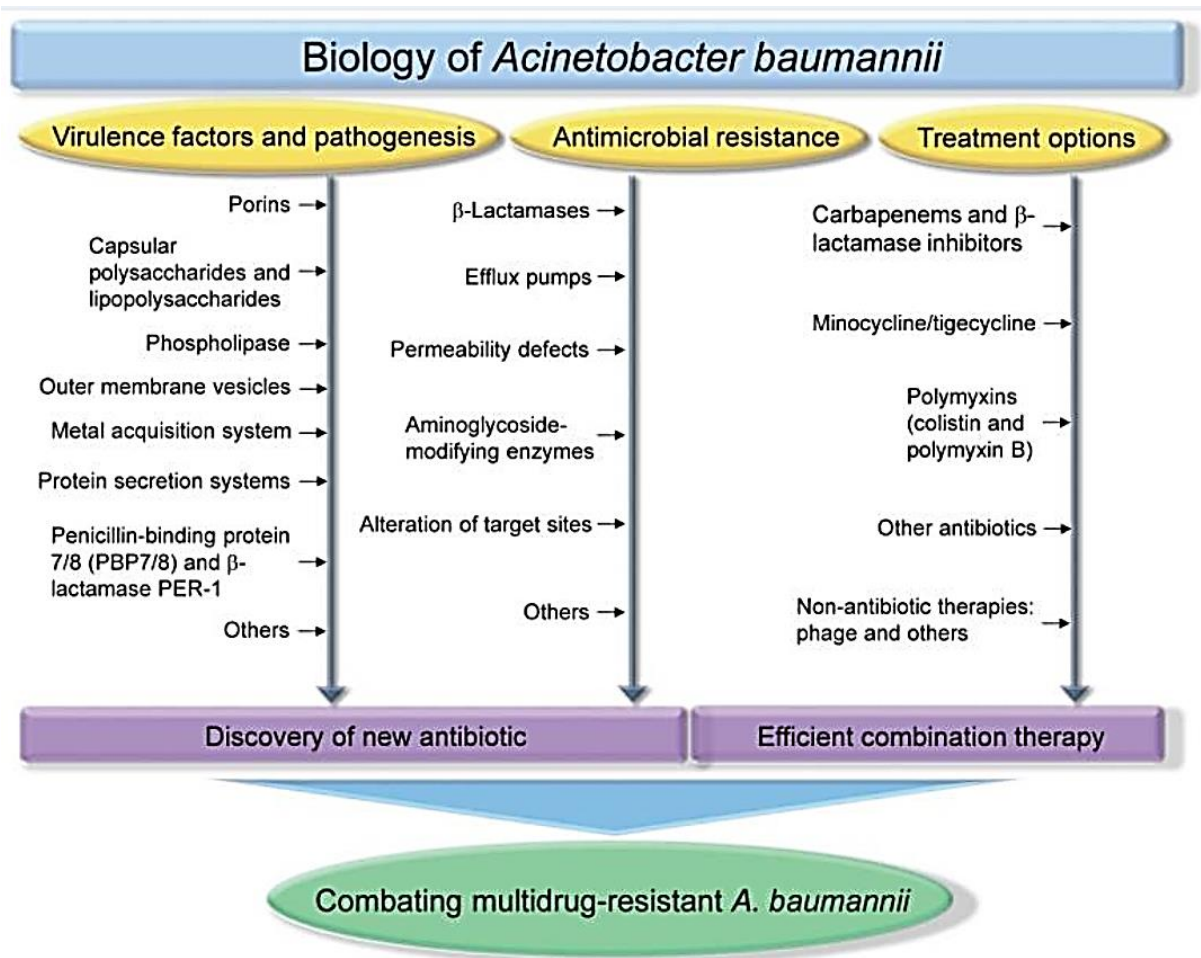 Biology of Acinetobacter baumannii
Virulence factors and pathogenesis
Porins
Capsular
polysaccharides and
lipopolysaccharides
Phospholipase
Outer membrane vesicles
Metal acquisition system
Protein secretion systems
Penicillin-binding protein
7/8 (PBP7/8) and β-
lactamase PER-1
Others
Antimicrobial resistance
β-Lactamases
Efflux pumps
Permeability defects
Aminoglycoside-
modifying enzymes
Alteration of target sites
Others
Treatment options
Carbapenems and β-
lactamase inhibitors
Minocycline/tigecycline
Polymyxins
(colistin and
polymyxin B)
Other antibiotics
Non-antibiotic therapies:
phage and others
Discovery of new antibiotic
Efficient combination therapy
Combating multidrug-resistant A. baumannii